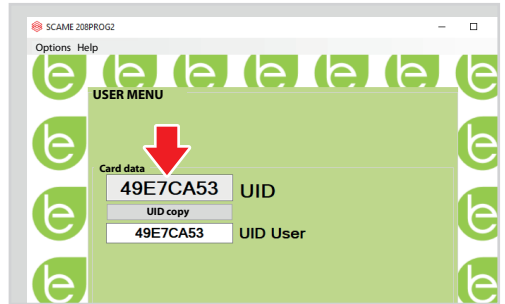 SCAME 208PROG2
Options Help
USER MENU
Card data
49E7CA53 UID
UID copy
49E7CA53 UID User